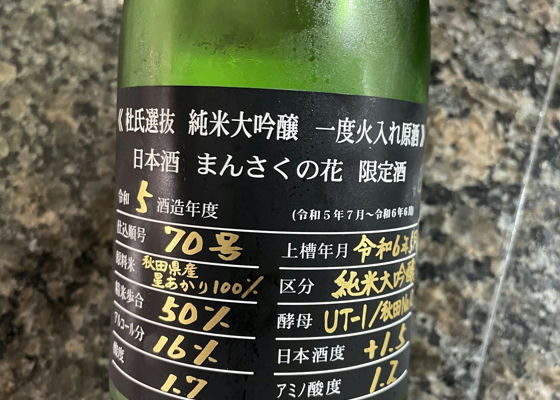 《杜氏選抜 純米大吟醸 一度火入れ原酒》
日本酒 まんさくの花 限定酒
令和5酒造年度 (令和5年7月〜令和6年6月)
仕込順号 70号 上槽年月 令和6年
原料米 秋田県産 星あかり100% 区分 純米大吟醸
精米歩合 50% 酵母 UT-1/秋田No.
アルコール分 16% 日本酒度 +1.5
酸度 1.7 アミノ酸度 1.2